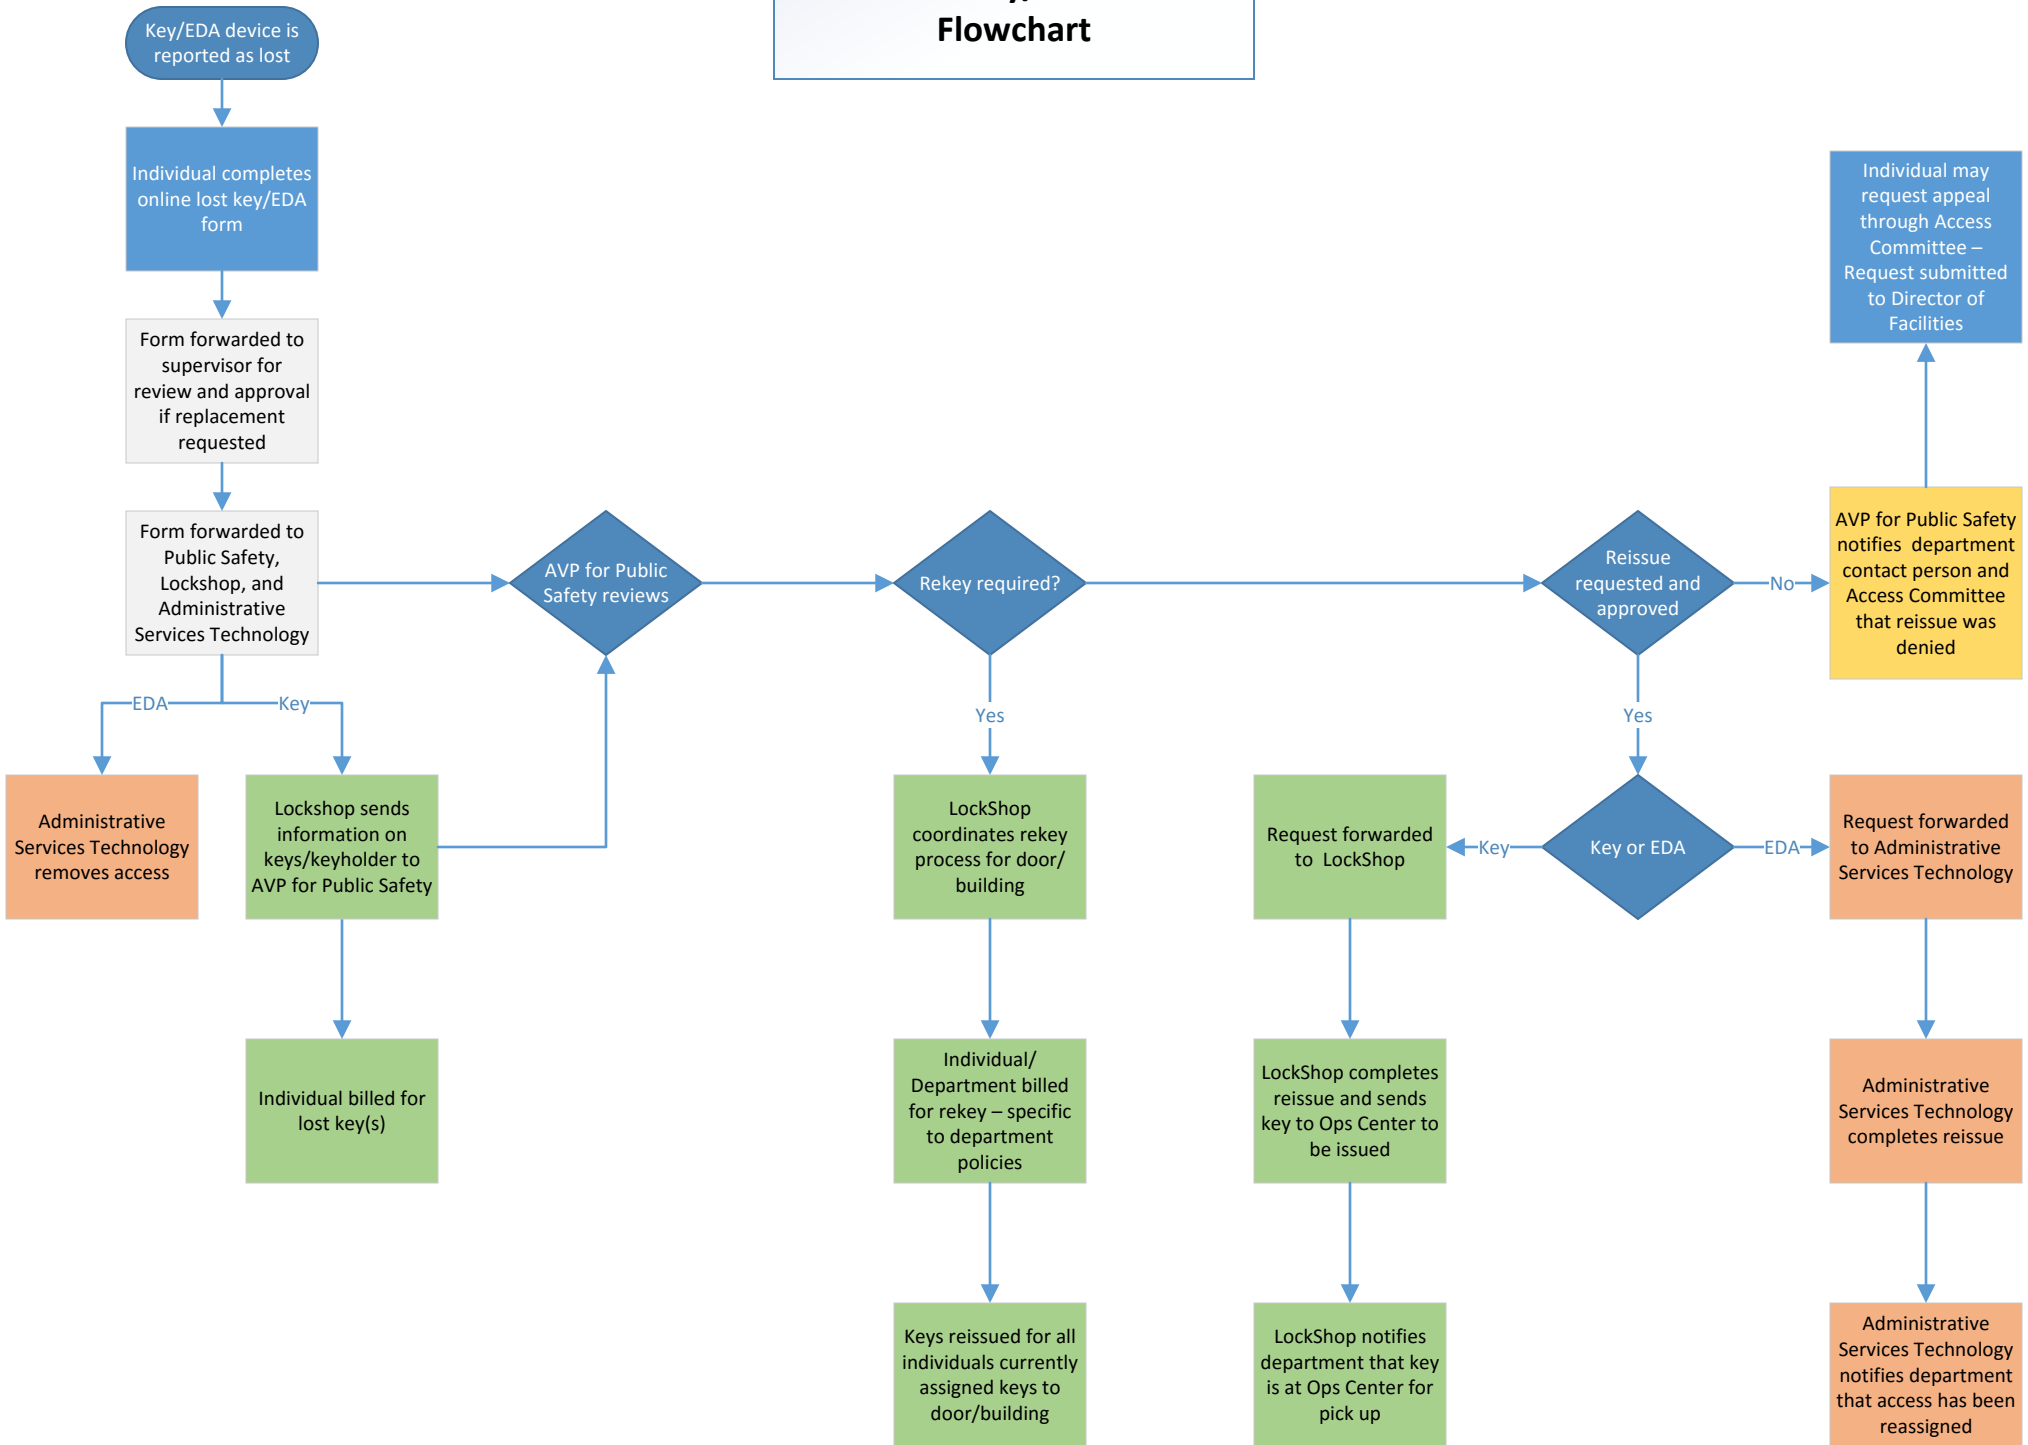 Flowchart
Key/EDA device is
reported as lost
Individual completes
online lost key/EDA
form
Form forwarded to
supervisor for
review and approval
if replacement
requested
Form forwarded to
Public Safety,
Lockshop, and
Administrative
Services Technology
EDA
Key
Administrative
Services Technology
removes access
Lockshop sends
information on
keys/keyholder to
AVP for Public Safety
Individual billed for
lost key(s)
AVP for Public
Safety reviews
Rekey required?
Yes
LockShop
coordinates rekey
process for door/
building
Individual/
Department billed
for rekey – specific
to department
policies
Keys reissued for all
individuals currently
assigned keys to
door/building
Reissue
requested and
approved
No
AVP for Public Safety
notifies department
contact person and
Access Committee
that reissue was
denied
Individual may
request appeal
through Access
Committee –
Request submitted
to Director of
Facilities
Yes
Key or EDA
Key
Request forwarded
to LockShop
LockShop completes
reissue and sends
key to Ops Center to
be issued
LockShop notifies
department that key
is at Ops Center for
pick up
EDA
Request forwarded
to Administrative
Services Technology
Administrative
Services Technology
completes reissue
Administrative
Services Technology
notifies department
that access has been
reassigned